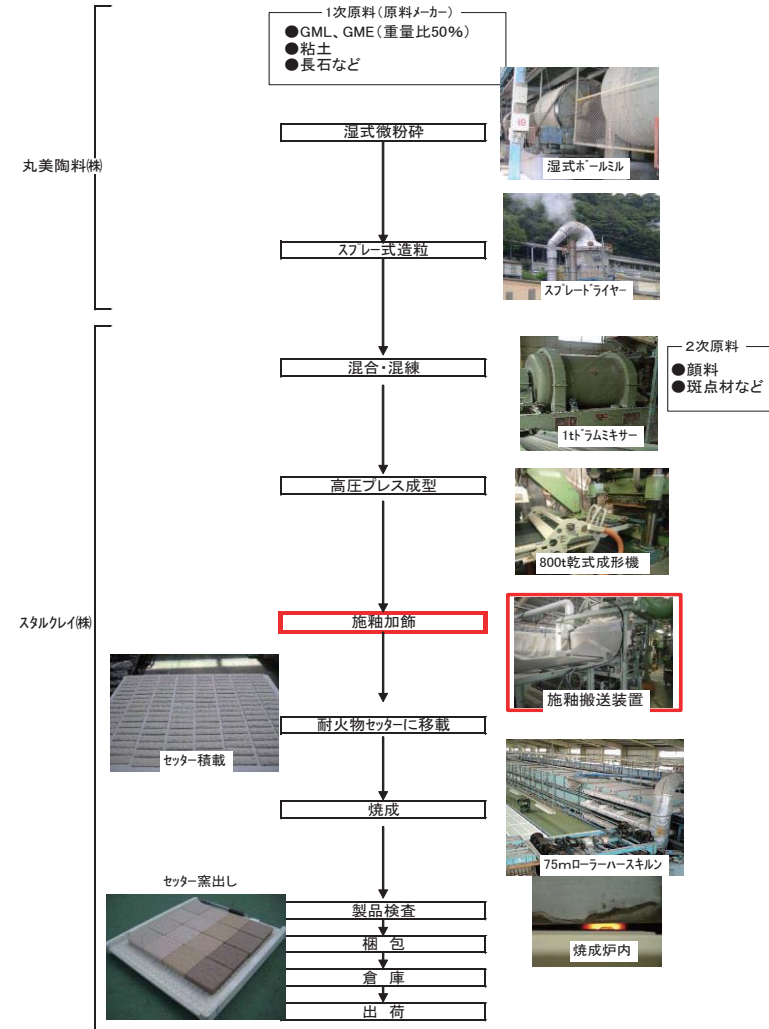 1次原料(原料メーカー)
●GML、GME(重量比50%)
●粘土
●長石など
湿式微粉砕
湿式ボールミル
丸美陶料㈱
スプレー式造粒
スプレードライヤー
混合・混練
2次原料
●顔料
●斑点材など
1tドラムミキサー
高圧プレス成型
800t乾式成形機
スタルクレイ㈱
施釉加飾
施釉搬送装置
耐火物セッターに移載
セッター積載
焼成
75mローラーハースキルン
セッター窯出し
製品検査
焼成炉内
梱 包
倉 庫
出 荷